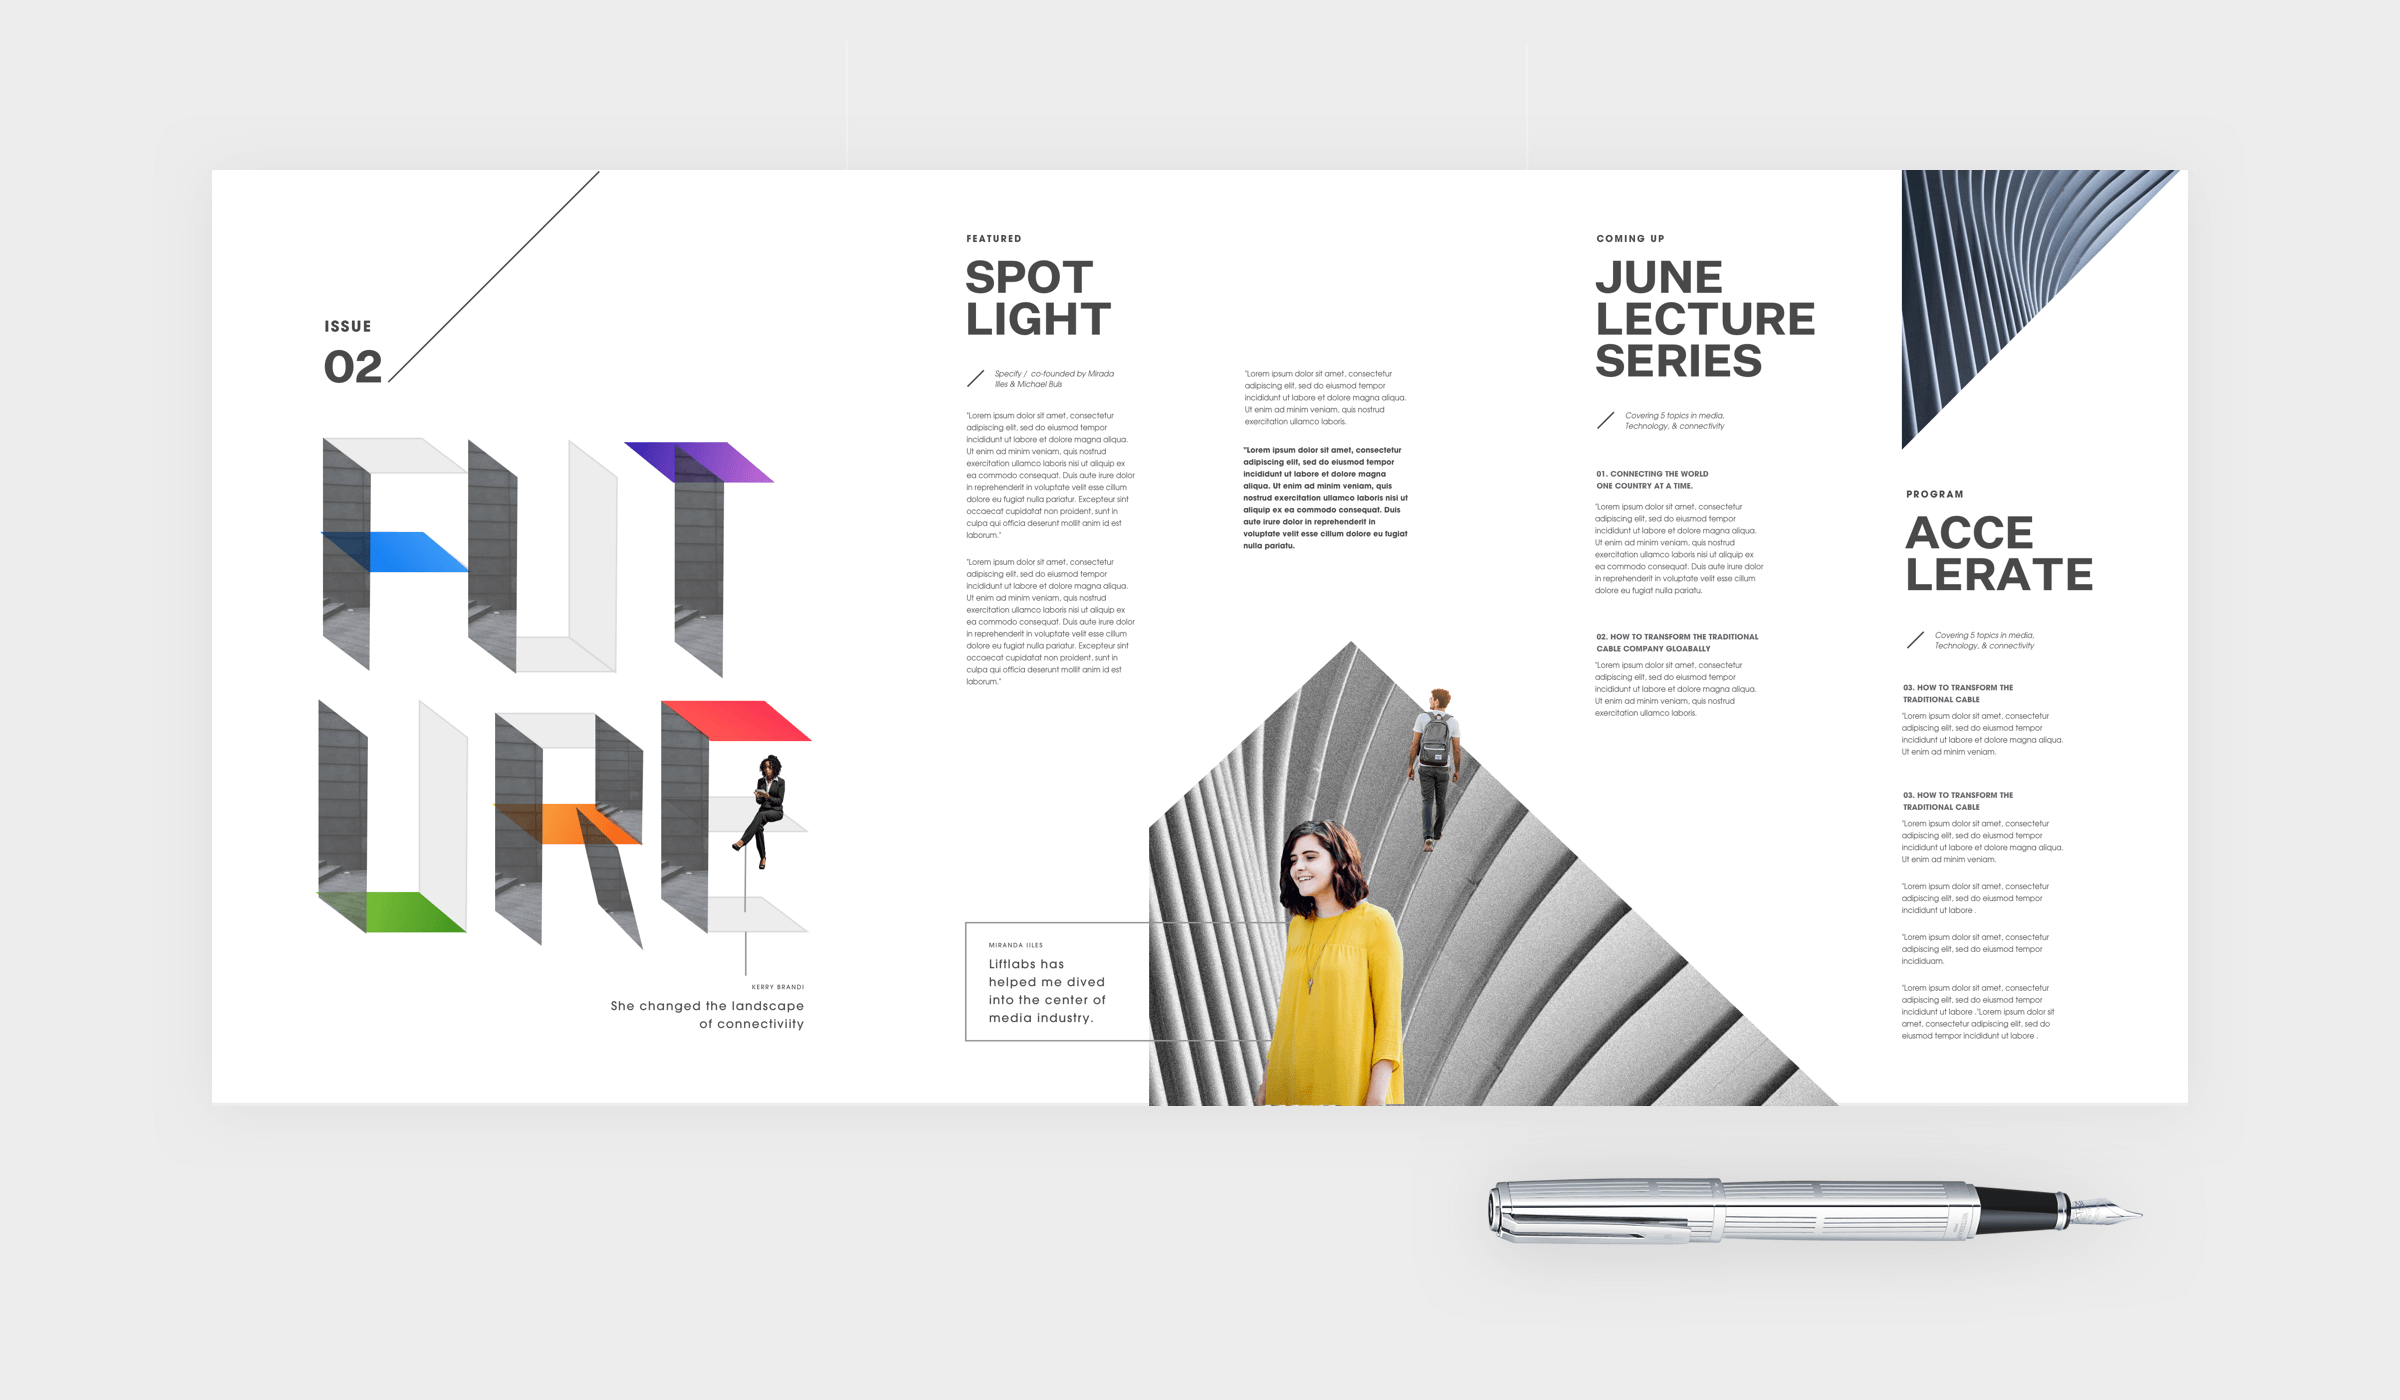 ISSUE
02
FUT
URE
KERRY BRANDI
She changed the landscape
of connectiviity
FEATURED
SPOT
LIGHT
Specify / co-founded by Mirada
Illes & Michael Buls
"Lorem ipsum dolor sit amet, consectetur
adipiscing elit, sed do eiusmod tempor
incididunt ut labore et dolore magna aliqua.
Ut enim ad minim veniam, quis nostrud
exercitation ullamco laboris nisi ut aliquip ex
ea commodo consequat. Duis aute irure dolor
in reprehenderit in voluptate velit esse cillum
dolore eu fugiat nulla pariatur. Excepteur sint
occaecat cupidatat non proident, sunt in
culpa qui officia deserunt mollit anim id est
laborum."
"Lorem ipsum dolor sit amet, consectetur
adipiscing elit, sed do eiusmod tempor
incididunt ut labore et dolore magna aliqua.
Ut enim ad minim veniam, quis nostrud
exercitation ullamco laboris nisi ut aliquip ex
ea commodo consequat. Duis aute irure dolor
in reprehenderit in voluptate velit esse cillum
dolore eu fugiat nulla pariatur. Excepteur sint
occaecat cupidatat non proident, sunt in
culpa qui officia deserunt mollit anim id est
laborum."
"Lorem ipsum dolor sit amet, consectetur
adipiscing elit, sed do eiusmod tempor
incididunt ut labore et dolore magna aliqua.
Ut enim ad minim veniam, quis nostrud
exercitation ullamco laboris.
"Lorem ipsum dolor sit amet, consectetur
adipiscing elit, sed do eiusmod tempor
incididunt ut labore et dolore magna
aliqua. Ut enim ad minim veniam, quis
nostrud exercitation ullamco laboris nisi ut
aliquip ex ea commodo consequat. Duis
aute irure dolor in reprehenderit in
voluptate velit esse cillum dolore eu fugiat
nulla pariatu.
MIRANDA IILES
Liftlabs has
helped me dived
into the center of
media industry.
COMING UP
JUNE
LECTURE
SERIES
Covering 5 topics in media,
Technology, & connectivity
01. CONNECTING THE WORLD
ONE COUNTRY AT A TIME.
"Lorem ipsum dolor sit amet, consectetur
adipiscing elit, sed do eiusmod tempor
incididunt ut labore et dolore magna aliqua.
Ut enim ad minim veniam, quis nostrud
exercitation ullamco laboris nisi ut aliquip ex
ea commodo consequat. Duis aute irure dolor
in reprehenderit in voluptate velit esse cillum
dolore eu fugiat nulla pariatu.
02. HOW TO TRANSFORM THE TRADITIONAL
CABLE COMPANY GLOABALLY
"Lorem ipsum dolor sit amet, consectetur
adipiscing elit, sed do eiusmod tempor
incididunt ut labore et dolore magna aliqua.
Ut enim ad minim veniam, quis nostrud
exercitation ullamco laboris.
PROGRAM
ACCE
LERATE
Covering 5 topics in media,
Technology, & connectivity
03. HOW TO TRANSFORM THE
TRADITIONAL CABLE
"Lorem ipsum dolor sit amet, consectetur
adipiscing elit, sed do eiusmod tempor
incididunt ut labore et dolore magna aliqua.
Ut enim ad minim veniam.
03. HOW TO TRANSFORM THE
TRADITIONAL CABLE
"Lorem ipsum dolor sit amet, consectetur
adipiscing elit, sed do eiusmod tempor
incididunt ut labore et dolore magna aliqua.
Ut enim ad minim veniam.
"Lorem ipsum dolor sit amet, consectetur
adipiscing elit, sed do eiusmod tempor
incididunt ut labore .
"Lorem ipsum dolor sit amet, consectetur
adipiscing elit, sed do eiusmod tempor
incididuam.
"Lorem ipsum dolor sit amet, consectetur
adipiscing elit, sed do eiusmod tempor
incididunt ut labore ."Lorem ipsum dolor sit
amet, consectetur adipiscing elit, sed do
eiusmod tempor incididunt ut labore .